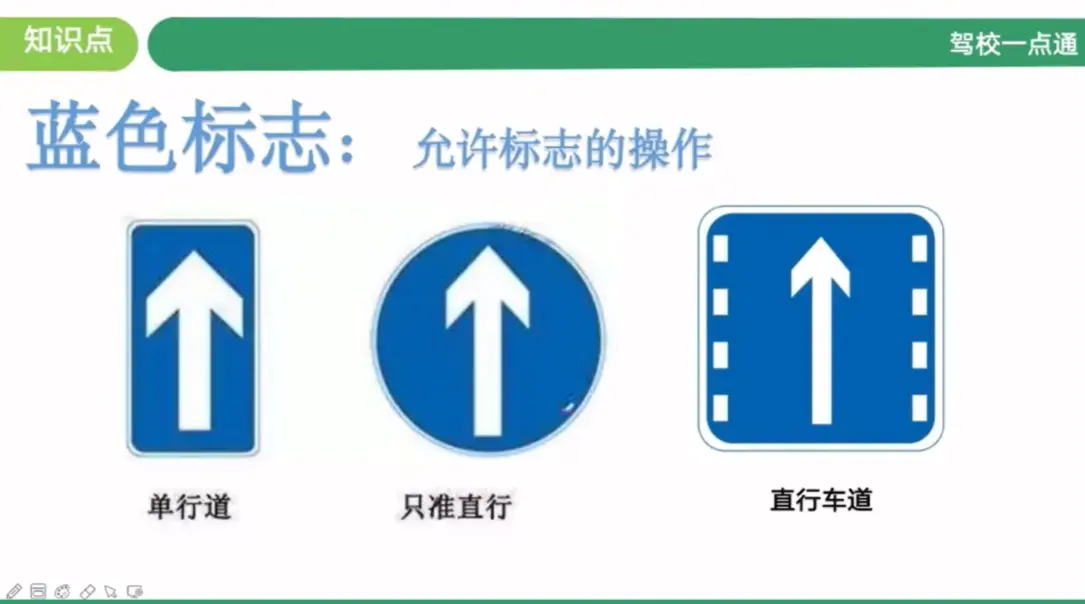 知识点
驾校一点通
蓝色标志： 允许标志的操作
单行道
只准直行
直行车道